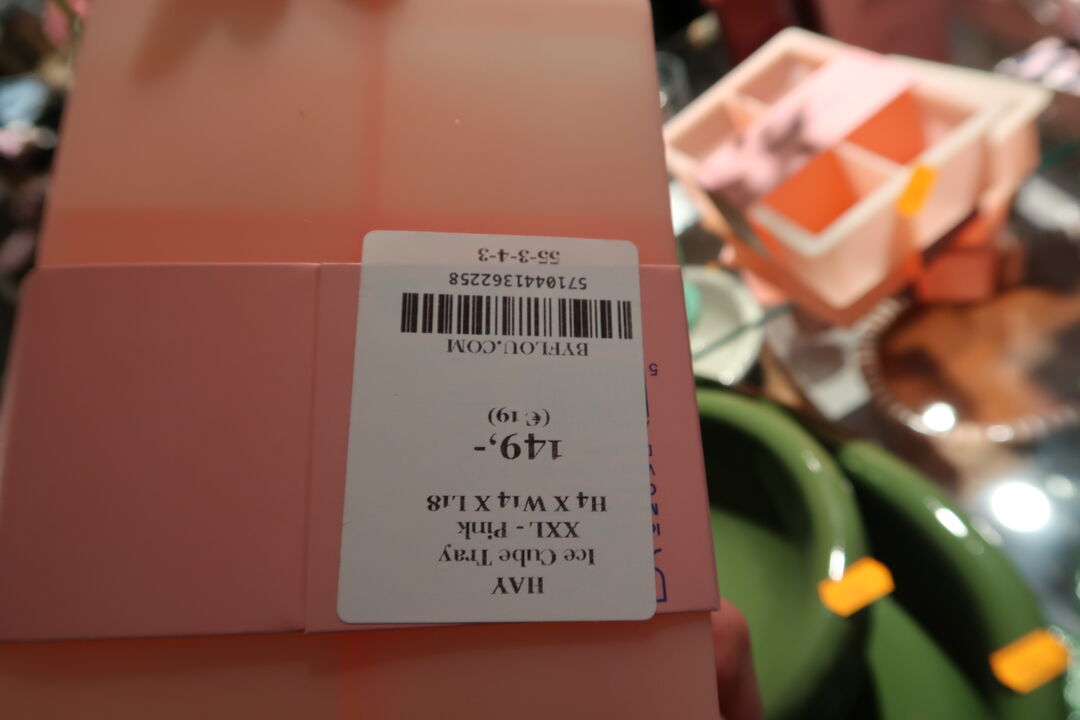 HAY
Ice Cube Tray
XXL - Pink
H4 X W14 X L18
149,-
(€ 19)
BYFLOU.COM
5710441362258
55-3-4-3